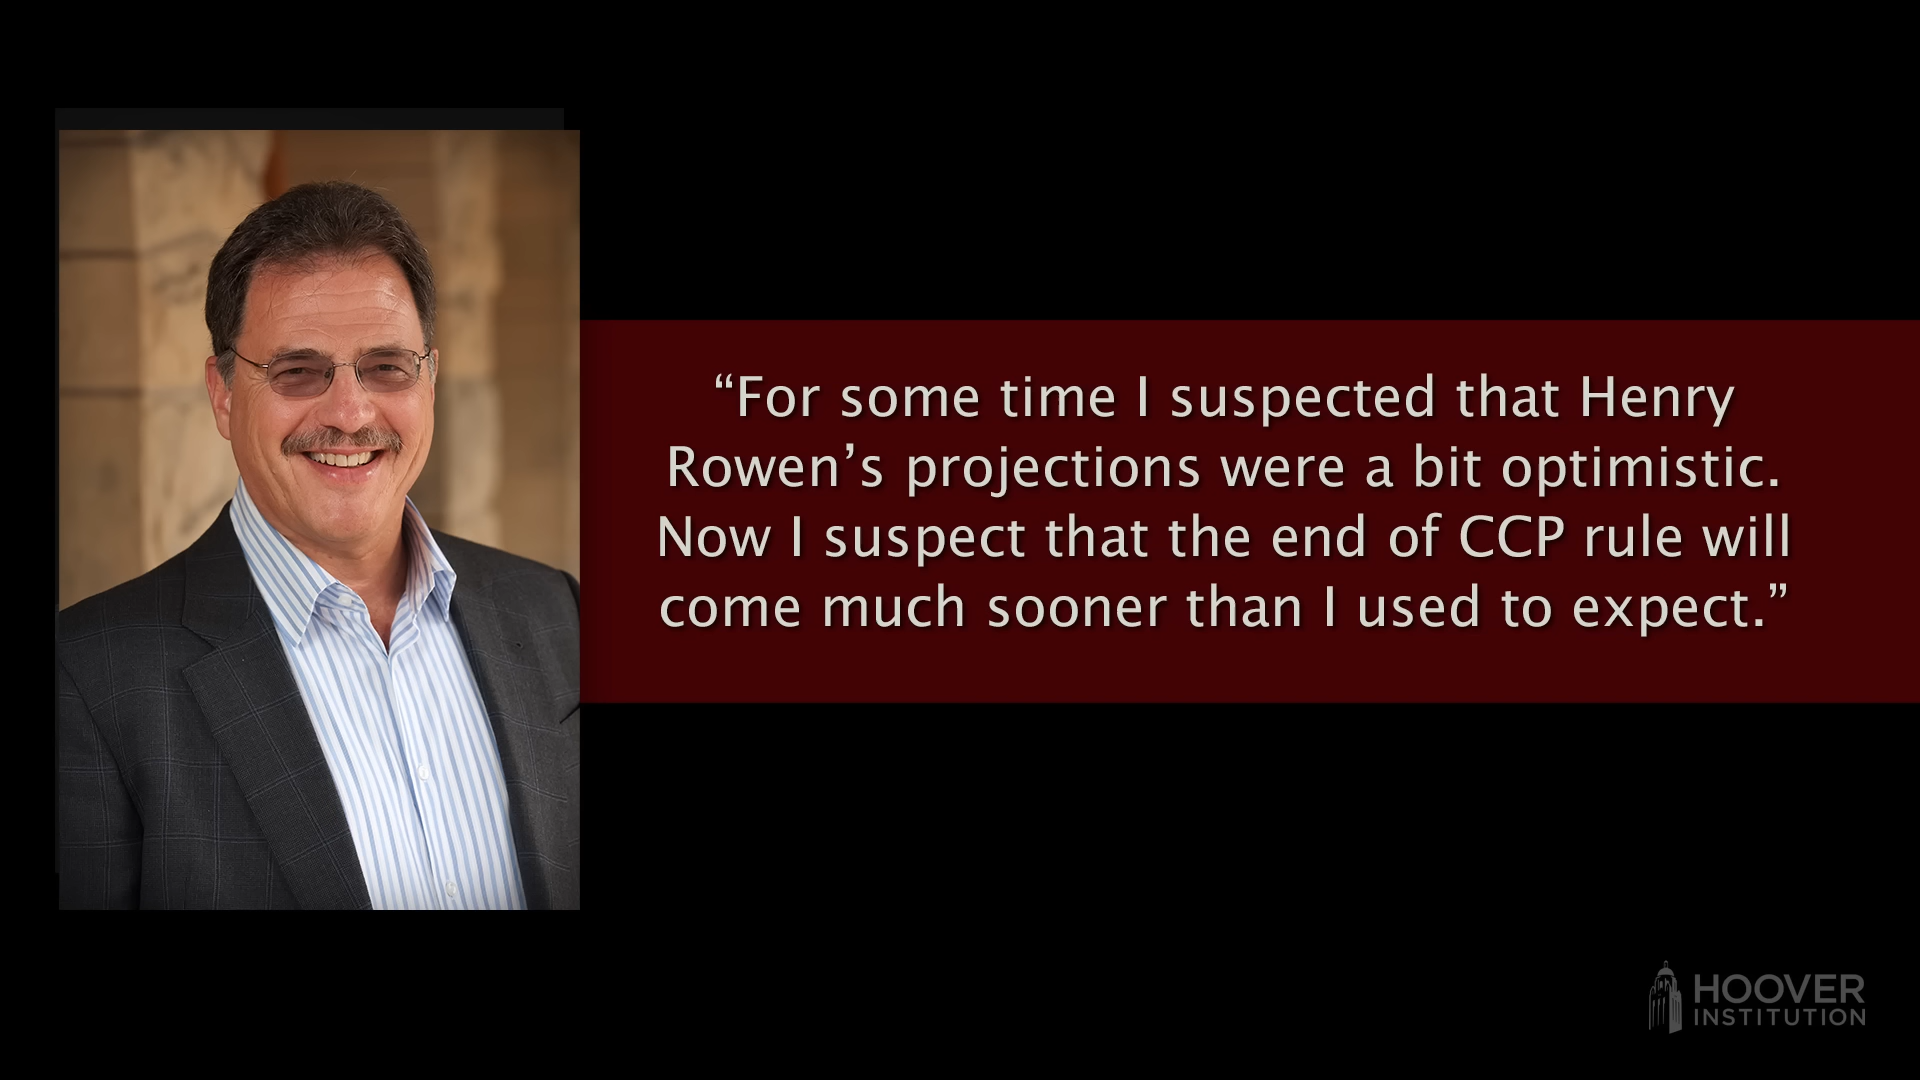 “For some time I suspected that Henry
Rowen’s projections were a bit optimistic.
Now I suspect that the end of CCP rule will
come much sooner than I used to expect.”
HOOVER
INSTITUTION